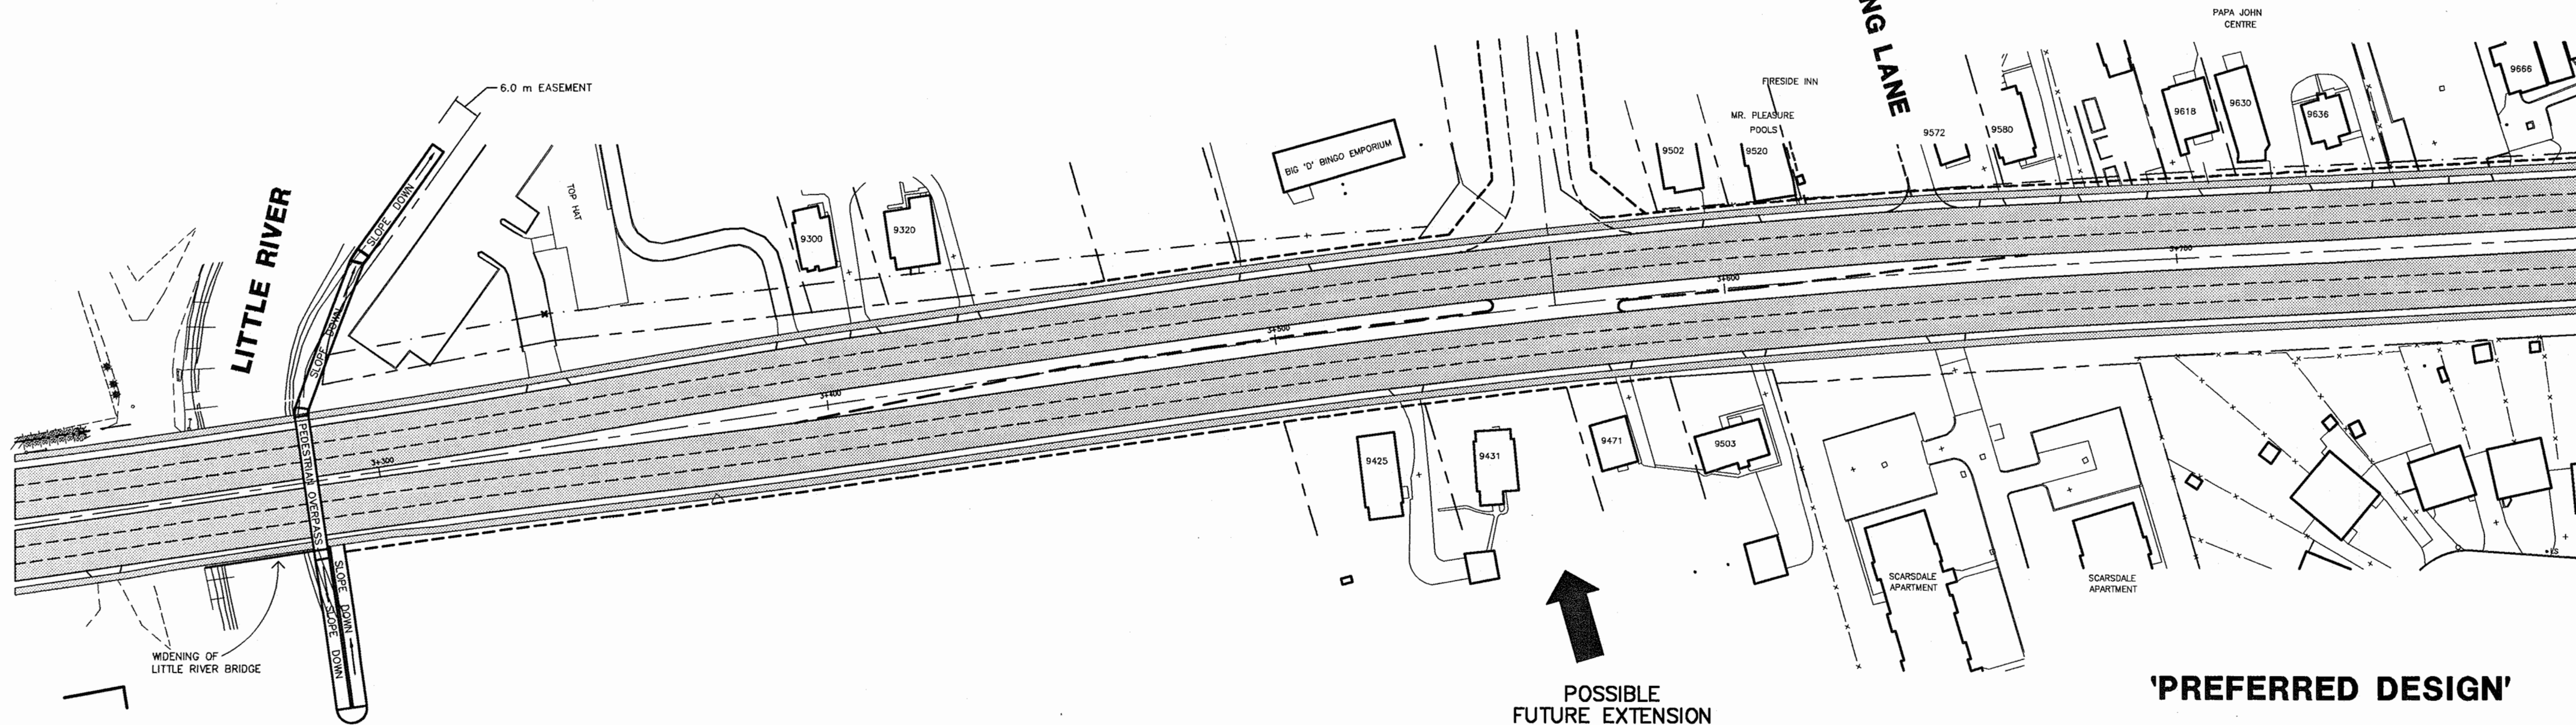 PAPA JOHN
CENTRE
NG LANE
9666
6.0 m EASEMENT
FIRESIDE INN
MR. PLEASURE
POOLS
9502
9520
9572
9580
9618
9630
9636
BIG 'D' BINGO EMPORIUM
TOP HAT
LITTLE RIVER
SLOPE DOWN
SLOPE DOWN
9300
9320
3+700
3+600
3+500
3+400
3+300
PEDESTRIAN OVERPASS
9425
9431
9471
9503
SLOPE DOWN
SLOPE DOWN
SCARSDALE
APARTMENT
SCARSDALE
APARTMENT
WIDENING OF
LITTLE RIVER BRIDGE
POSSIBLE
FUTURE EXTENSION
'PREFERRED DESIGN'